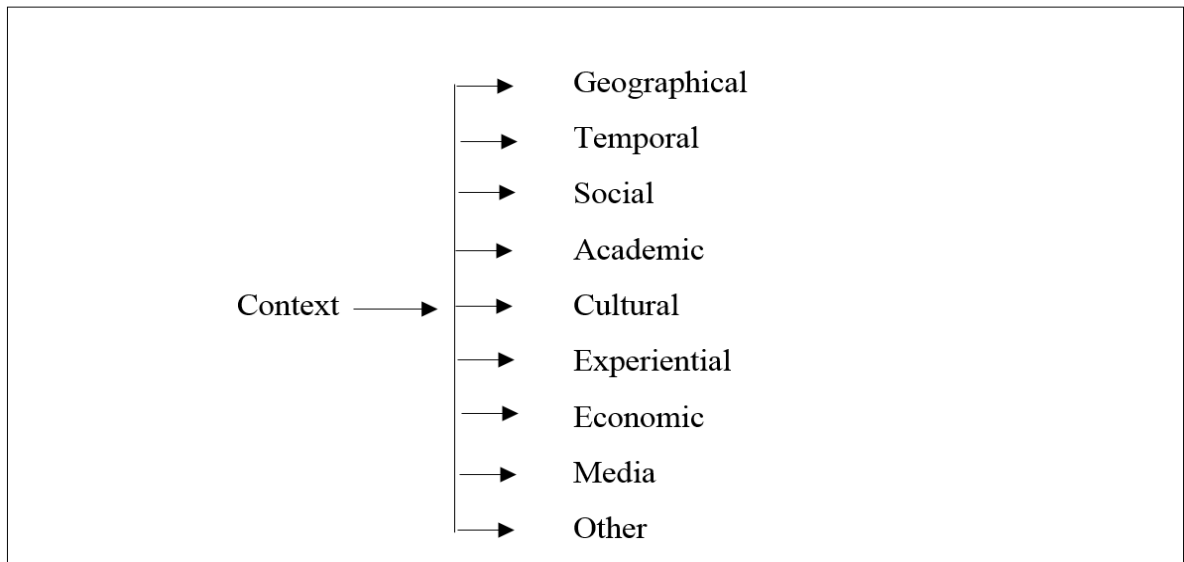 Geographical
Temporal
Social
Academic
Context
Cultural
Experiential
Economic
Media
Other